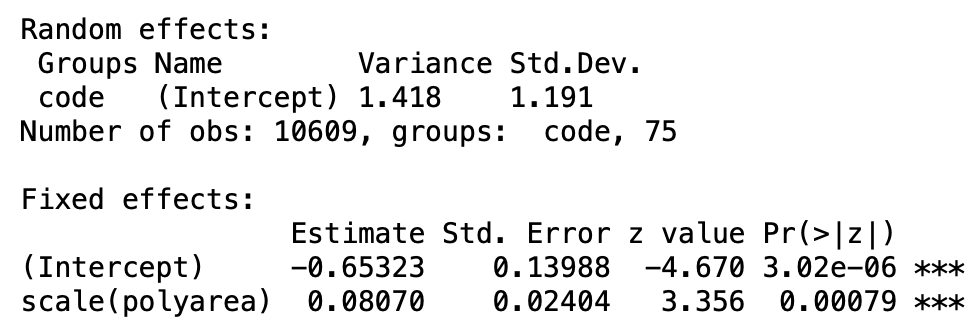 Random effects:
 Groups Name        Variance Std.Dev.
 code   (Intercept) 1.418    1.191
Number of obs: 10609, groups:  code, 75

Fixed effects:
                Estimate Std. Error z value Pr(>|z|)
(Intercept)     -0.65323    0.13988  -4.670 3.02e-06 ***
scale(polyarea)  0.08070    0.02404   3.356  0.00079 ***